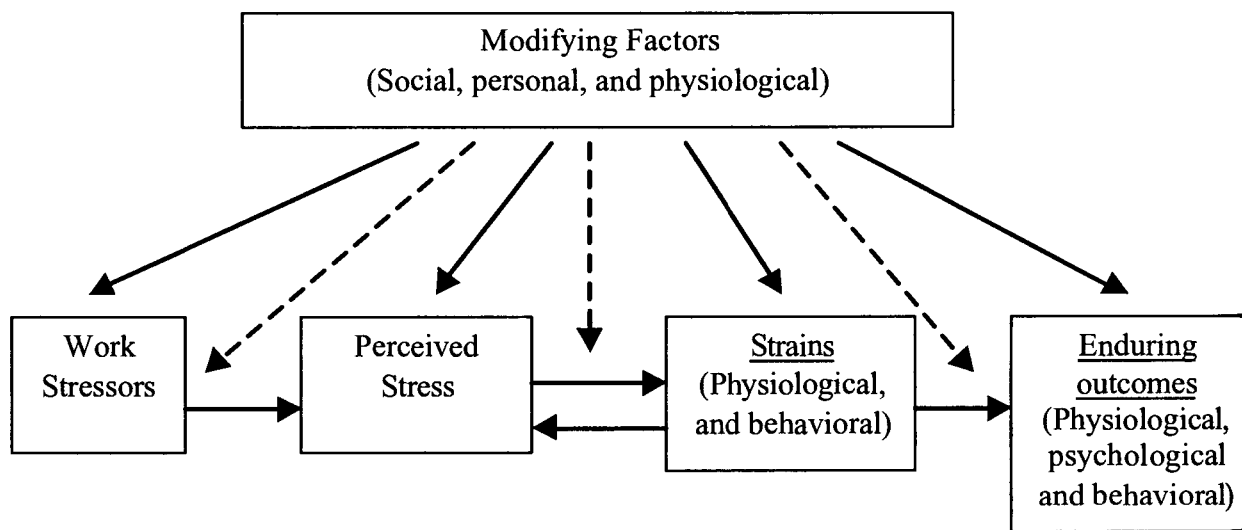 Modifying Factors
(Social, personal, and physiological)
Work
Stressors
Perceived
Stress
Strains
(Physiological,
and behavioral)
Enduring
outcomes
(Physiological,
psychological
and behavioral)